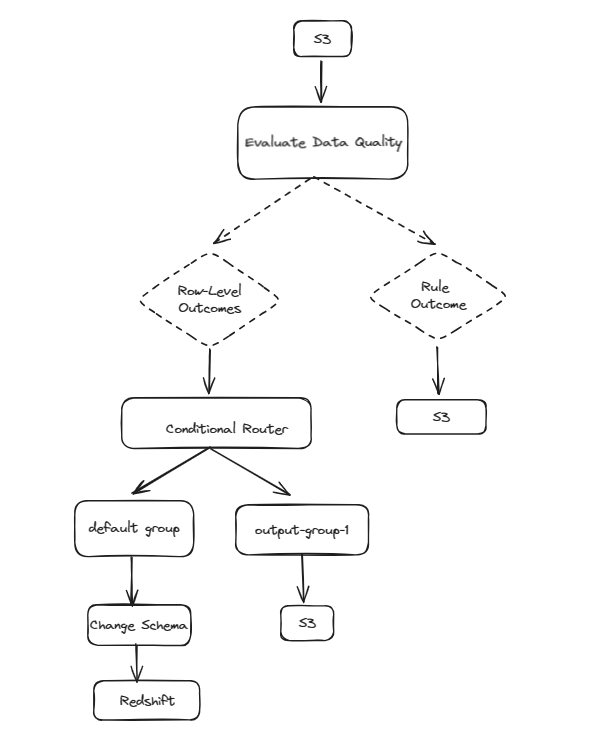 S3
Evaluate Data Quality
Row-Level
Outcomes
Rule
Outcome
S3
Conditional Router
default group
output-group-1
Change Schema
S3
Redshift